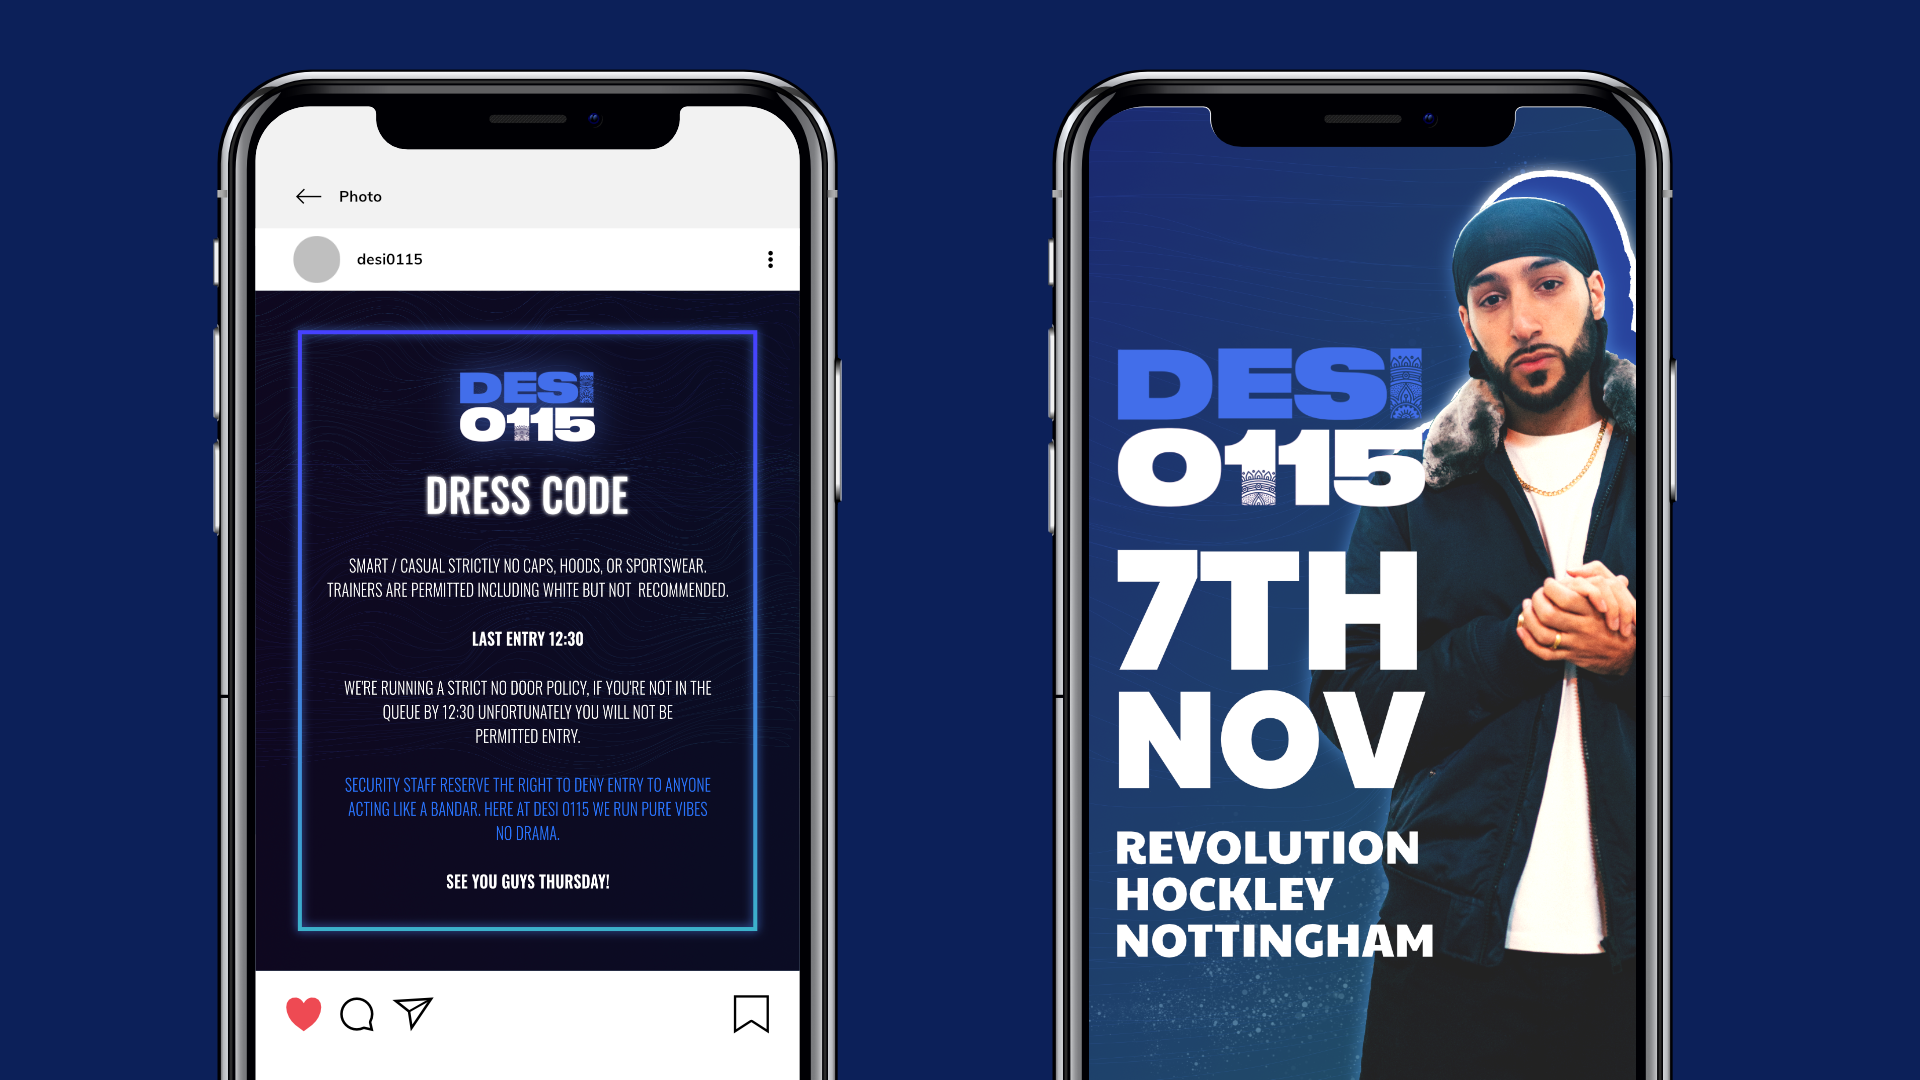 Photo
desi0115
DESI
0115
DRESS CODE
SMART / CASUAL STRICTLY NO CAPS, HOODS, OR SPORTSWEAR.
TRAINERS ARE PERMITTED INCLUDING WHITE BUT NOT RECOMMENDED.
LAST ENTRY 12:30
WE'RE RUNNING A STRICT NO DOOR POLICY, IF YOU'RE NOT IN THE
QUEUE BY 12:30 UNFORTUNATELY YOU WILL NOT BE
PERMITTED ENTRY.
SECURITY STAFF RESERVE THE RIGHT TO DENY ENTRY TO ANYONE
ACTING LIKE A BANDAR. HERE AT DESI 0115 WE RUN PURE VIBES
NO DRAMA.
SEE YOU GUYS THURSDAY!
DESI
0115
7TH
NOV
REVOLUTION
HOCKLEY
NOTTINGHAM